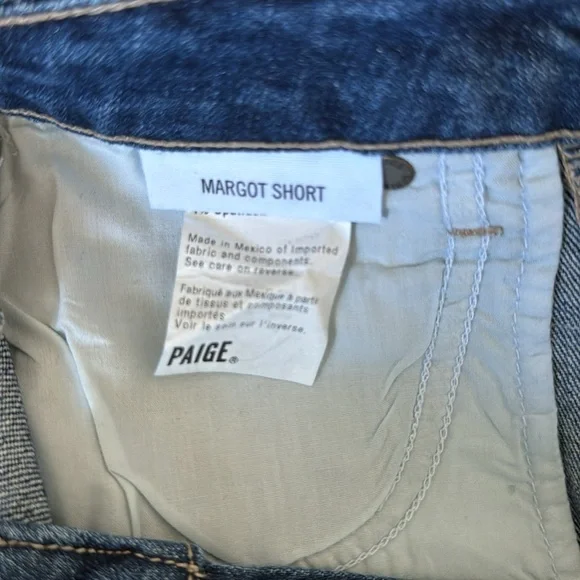 MARGOT SHORT
Made in Mexico of imported
fabric and components.
See care on reverse.
Fabriqué aux Mexique à partir
de tissus et composants
importés
Voir le soin sur l'inverse.
PAIGE®